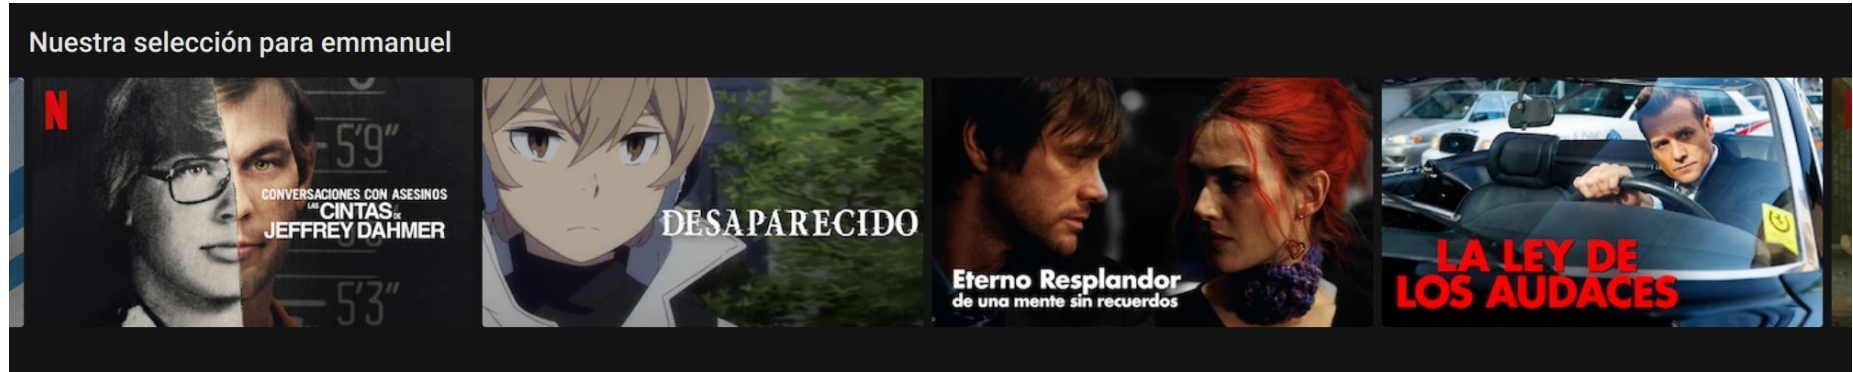 Nuestra selección para emmanuel
N
5'9"
CONVERSACIONES CON ASESINOS
LAS CINTAS DE
JEFFREY DAHMER
5'3"
DESAPARECIDO
Eterno Resplandor
de una mente sin recuerdos
LA LEY DE
LOS AUDACES